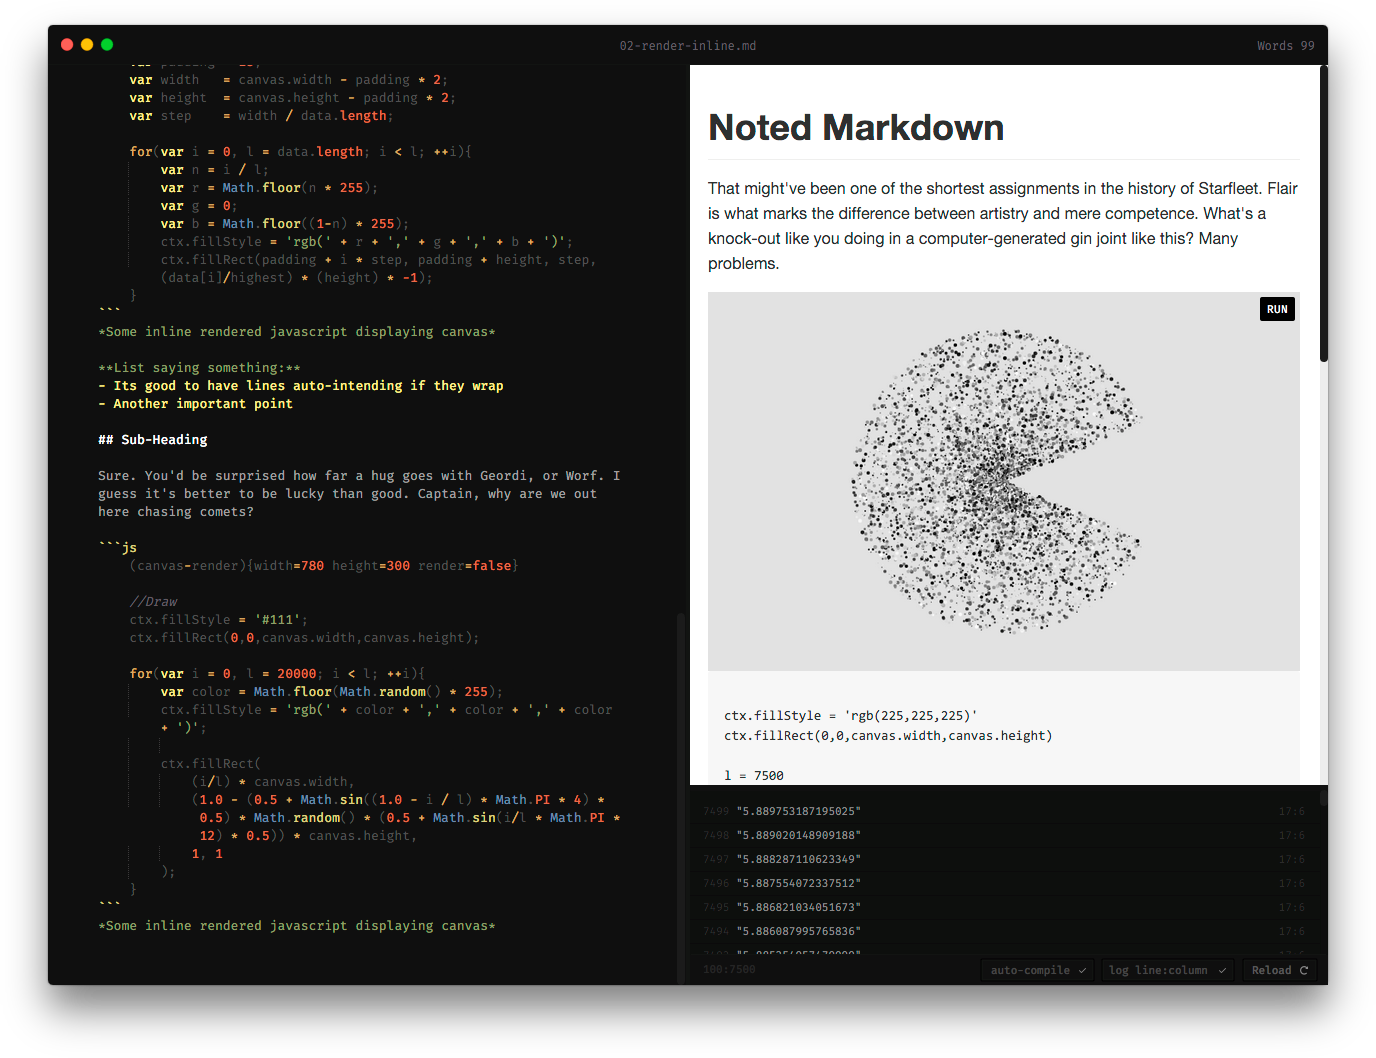 02-render-inline.md
Words 99
var width = canvas.width - padding * 2;
var height = canvas.height - padding * 2;
var step = width / data.length;
for(var i = 0, l = data.length; i < l; ++i){
var n = i / l;
var r = Math.floor(n * 255);
var g = 0;
var b = Math.floor((1-n) * 255);
ctx.fillStyle = 'rgb(' + r + ',' + g + ',' + b + ')';
ctx.fillRect(padding + i * step, padding + height, step,
(data[i]/highest) * (height) * -1);
}
```
*Some inline rendered javascript displaying canvas*
**List saying something:**
- Its good to have lines auto-intending if they wrap
- Another important point
## Sub-Heading
Sure. You'd be surprised how far a hug goes with Geordi, or Worf. I
guess it's better to be lucky than good. Captain, why are we out
here chasing comets?
```js
(canvas-render){width=780 height=300 render=false}
//Draw
ctx.fillStyle = '#111';
ctx.fillRect(0,0,canvas.width,canvas.height);
for(var i = 0, l = 20000; i < l; ++i){
var color = Math.floor(Math.random() * 255);
ctx.fillStyle = 'rgb(' + color + ',' + color + ',' + color
+ ')';
ctx.fillRect(
(i/l) * canvas.width,
(1.0 - (0.5 + Math.sin((1.0 - i / l) * Math.PI * 4) *
0.5) * Math.random() * (0.5 + Math.sin(i/l * Math.PI *
12) * 0.5)) * canvas.height,
1, 1
);
}
```
*Some inline rendered javascript displaying canvas*
Noted Markdown
That might've been one of the shortest assignments in the history of Starfleet. Flair
is what marks the difference between artistry and mere competence. What's a
knock-out like you doing in a computer-generated gin joint like this? Many
problems.
RUN
ctx.fillStyle = 'rgb(225,225,225)'
ctx.fillRect(0,0,canvas.width,canvas.height)
l = 7500
7499 "5.889753187195025" 17:6
7498 "5.889020148909188" 17:6
7497 "5.888287110623349" 17:6
7496 "5.887554072337512" 17:6
7495 "5.886821034051673" 17:6
7494 "5.886087995765836" 17:6
100:7500
auto-compile ✓
log line:column ✓
Reload